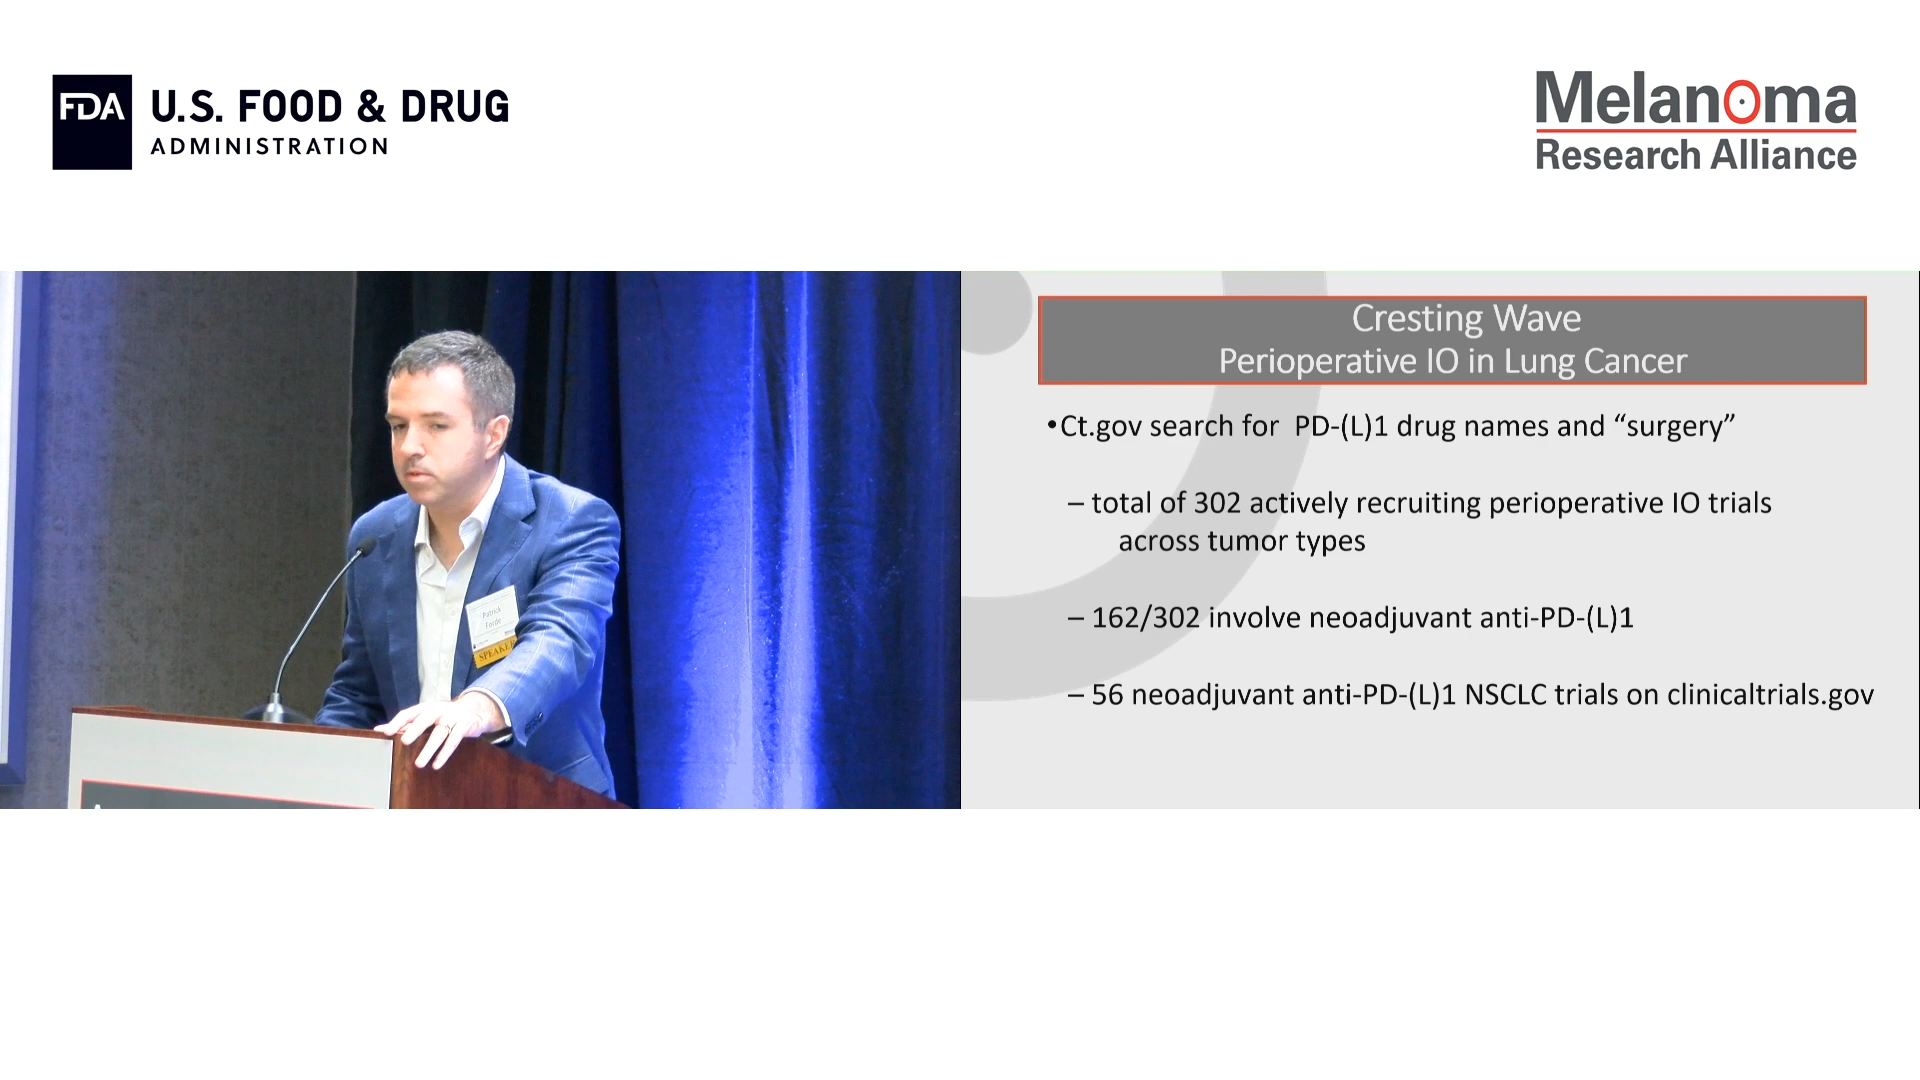 FDA
U.S. FOOD & DRUG
ADMINISTRATION
Melanoma
Research Alliance
Patrick
Forde
SPEAKER
Cresting Wave
Perioperative IO in Lung Cancer
•Ct.gov search for PD-(L)1 drug names and “surgery”
– total of 302 actively recruiting perioperative IO trials
across tumor types
– 162/302 involve neoadjuvant anti-PD-(L)1
– 56 neoadjuvant anti-PD-(L)1 NSCLC trials on clinicaltrials.gov